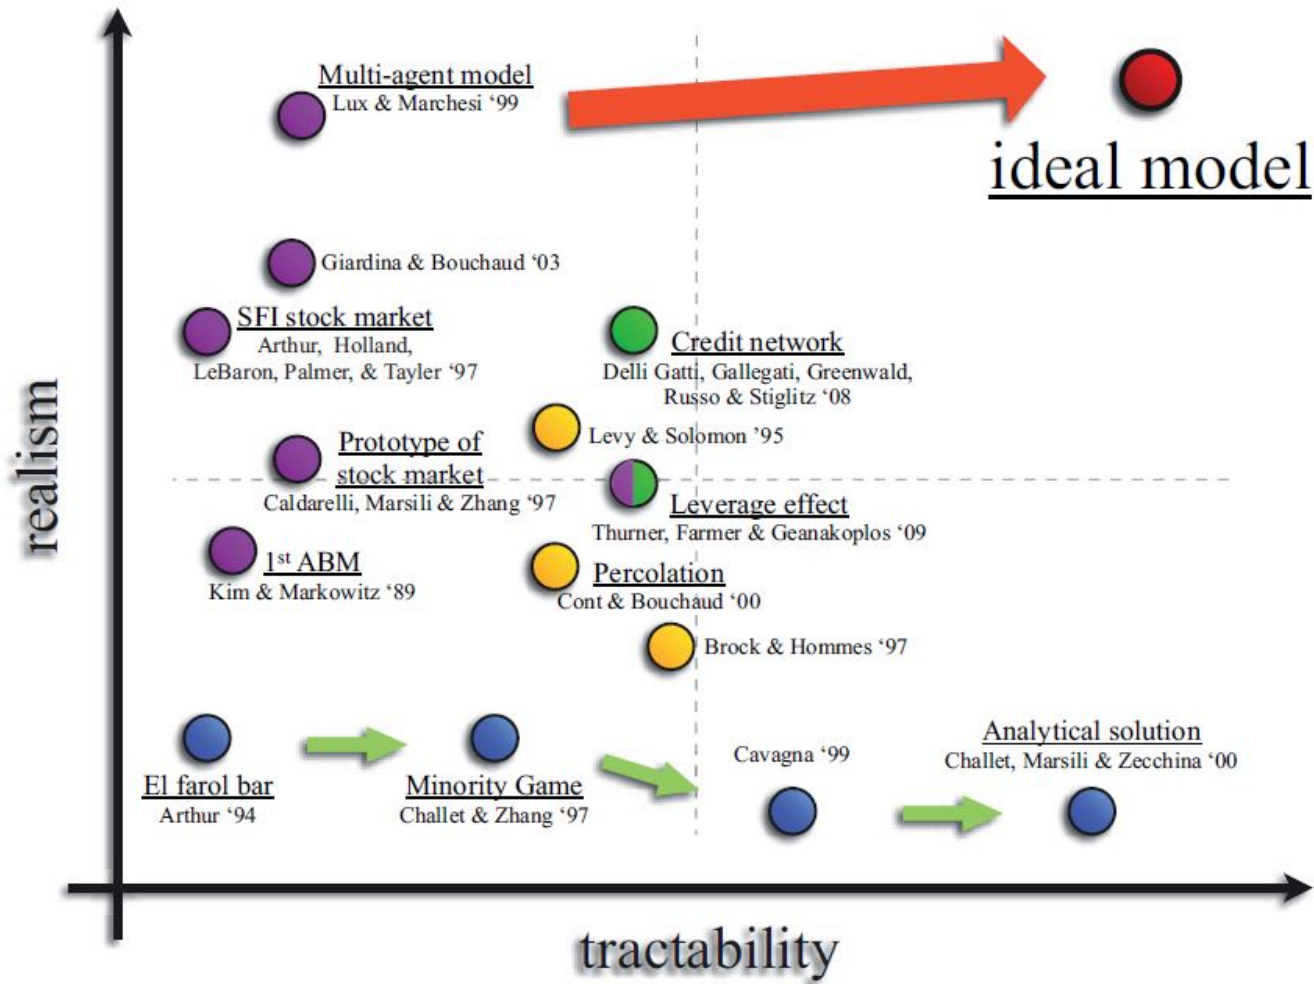 Multi-agent model
Lux & Marchesi ‘99
ideal model
Giardina & Bouchaud ‘03
SFI stock market
Arthur, Holland,
LeBaron, Palmer, & Tayler ‘97
Credit network
Delli Gatti, Gallegati, Greenwald,
Russo & Stiglitz ‘08
Levy & Solomon ’95
Prototype of
stock market
Caldarelli, Marsili & Zhang ’97
Leverage effect
Thurner, Farmer & Geanakoplos ‘09
1st ABM
Kim & Markowitz ‘89
Percolation
Cont & Bouchaud ‘00
Brock & Hommes ‘97
El farol bar
Arthur ‘94
Minority Game
Challet & Zhang ‘97
Cavagna ‘99
Analytical solution
Challet, Marsili & Zecchina ‘00
realism
tractability